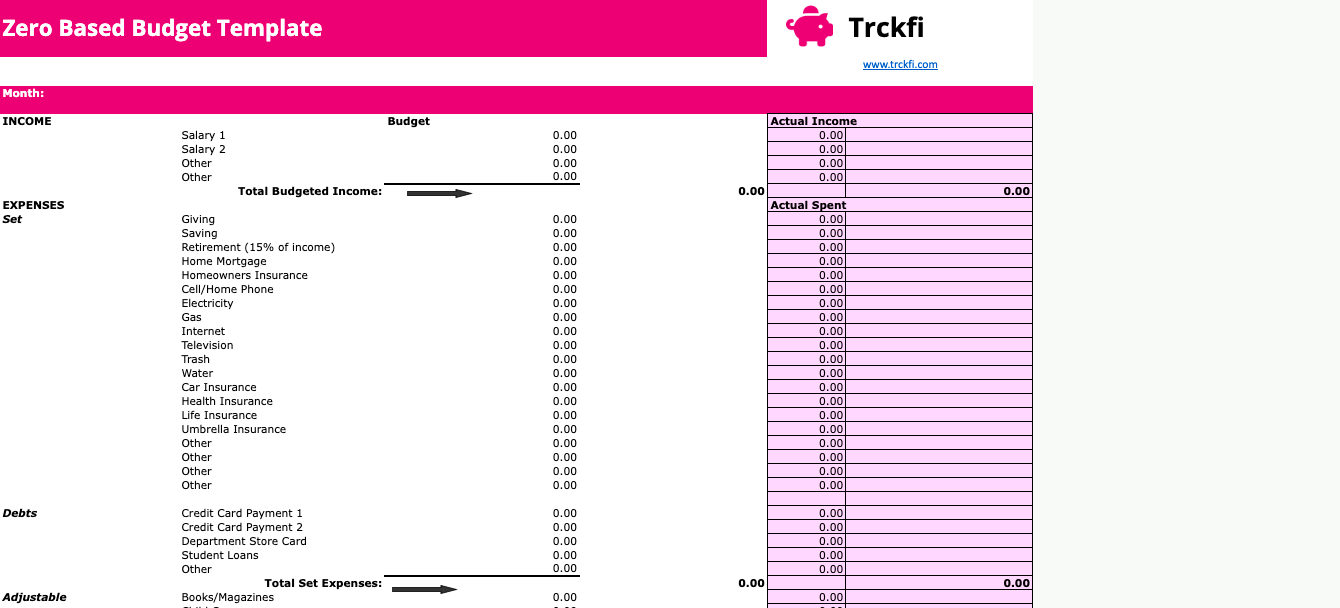 Zero Based Budget Template
Trckfi
www.trckfi.com
Month:
INCOME Budget Actual Income
Salary 1 0.00 0.00
Salary 2 0.00 0.00
Other 0.00 0.00
Other 0.00 0.00
Total Budgeted Income: 0.00 0.00
EXPENSES Actual Spent
Set Giving 0.00 0.00
Saving 0.00 0.00
Retirement (15% of income) 0.00 0.00
Home Mortgage 0.00 0.00
Homeowners Insurance 0.00 0.00
Cell/Home Phone 0.00 0.00
Electricity 0.00 0.00
Gas 0.00 0.00
Internet 0.00 0.00
Television 0.00 0.00
Trash 0.00 0.00
Water 0.00 0.00
Car Insurance 0.00 0.00
Health Insurance 0.00 0.00
Life Insurance 0.00 0.00
Umbrella Insurance 0.00 0.00
Other 0.00 0.00
Other 0.00 0.00
Other 0.00 0.00
Other 0.00 0.00
Debts Credit Card Payment 1 0.00 0.00
Credit Card Payment 2 0.00 0.00
Department Store Card 0.00 0.00
Student Loans 0.00 0.00
Other 0.00 0.00
Total Set Expenses: 0.00 0.00
Adjustable Books/Magazines 0.00 0.00